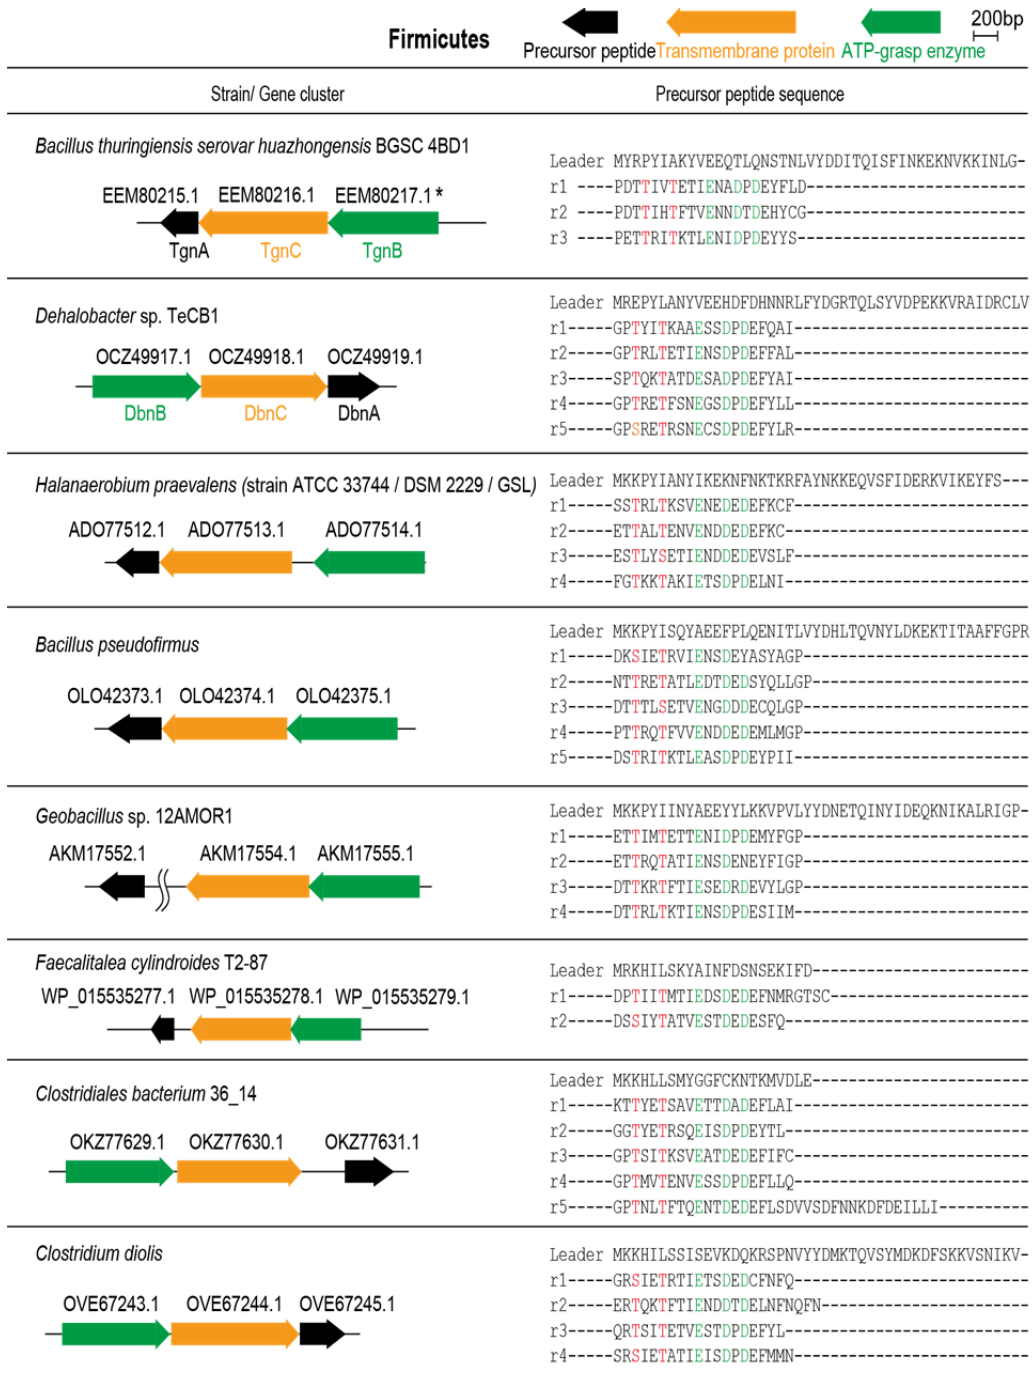 Firmicutes
Precursor peptide Transmembrane protein ATP-grasp enzyme
200bp
Strain/ Gene cluster Precursor peptide sequence
Bacillus thuringiensis serovar huazhongensis BGSC 4BD1
EEM80215.1 EEM80216.1 EEM80217.1 *
TgnA TgnC TgnB
Leader MYRPYIAKYVEEQTLQNSTNLVYDDITQISFINKEKNVKKINLG-
r1 ----PDTTTIVTETIENADPDEYFLD------------------------
r2 ----PDTTIHTFTVENNDTDEHYCG------------------------
r3 ----PETTRITKTLENIDPDEYYS-------------------------
Dehalobacter sp. TeCB1
OCZ49917.1 OCZ49918.1 OCZ49919.1
DbnB DbnC DbnA
Leader MREPYLANYVEEHDFDHNNRLFYDGRTQLSYVDPEKKVRAIDRCLV
r1-----GPTYITKAAESSDPDEFQAI--------------------------
r2-----GPTRLTETIENSDPDEFFAL--------------------------
r3-----SPTQKTATDESADPDEFYAI--------------------------
r4-----GPTRETFSNEGSDPDEFYLL--------------------------
r5-----GPSRETRSNECSDPDEFYLR--------------------------
Halanaerobium praevalens (strain ATCC 33744 / DSM 2229 / GSL)
ADO77512.1 ADO77513.1 ADO77514.1
Leader MKKPYIANYIKEKNFNKTKRFAYNKKEQVSFIDERKVIKEYFS---
r1-----SSTRLTKSVENEDEDEFKCF--------------------------
r2-----ETTALTENVENDDEDEFKC---------------------------
r3-----ESTLYSETIENDDEDEVSLF--------------------------
r4-----FGTKKTAKIETSDPDELNI---------------------------
Bacillus pseudofirmus
OLO42373.1 OLO42374.1 OLO42375.1
Leader MKKPYISQYAEEFPLQENITLVYDHLTQVNYLDKEKTITAAFFGPR
r1-----DKSIETRVIENSDEYASYAGP-------------------------
r2-----NTTRETATLEDTDEDSYQLLGP------------------------
r3-----DTTTLSETVENGDDDECQLGP-------------------------
r4-----PTTRQTFVVENDDEDEMLMGP-------------------------
r5-----DSTRITKTLEASDPDEYPII--------------------------
Geobacillus sp. 12AMOR1
AKM17552.1 AKM17554.1 AKM17555.1
Leader MKKPYIINYAEEYYLKKVPVLYYDNETQINYIDEQKNIKALRIGP-
r1-----ETTIMTETTENIDPDEMYFGP-------------------------
r2-----ETTRQTATIENSDENEYFIGP-------------------------
r3-----DTTKRTFTIESEDRDEVYLGP-------------------------
r4-----DTTRLTKTIENSDPDESIIM--------------------------
Faecalitalea cylindroides T2-87
WP_015535277.1 WP_015535278.1 WP_015535279.1
Leader MRKHILSKYAINFDSNSEKIFD------------------------
r1-----DPTIITMTIEDSDEDEFNMRGTSC----------------------
r2-----DSSIYTATVESTDEDESFQ---------------------------
Clostridiales bacterium 36_14
OKZ77629.1 OKZ77630.1 OKZ77631.1
Leader MKKHLLSMYGGFCKNTKMVDLE------------------------
r1-----KTTYETSAVETTDADEFLAI--------------------------
r2-----GGTYETRSQEISDPDEYTL---------------------------
r3-----GPTSITKSVEATDEDEFIFC--------------------------
r4-----GPTMVTENVESSDPDEFLLQ--------------------------
r5-----GPTNLTFTQENTDEDEFLSDVVSDFNNKDFDEILLI----------
Clostridium diolis
OVE67243.1 OVE67244.1 OVE67245.1
Leader MKKHILSSISEVKDQKRSPNVYYDMKTQVSYMDKDFSKKVSNIKV-
r1-----GRSIETRTIETSDEDCFNFQ--------------------------
r2-----ERTQKTFTIENDDTDELNFNQFN-----------------------
r3-----QRTSITETVESTDPDEFYL---------------------------
r4-----SRSIETATIEISDPDEFMMN--------------------------